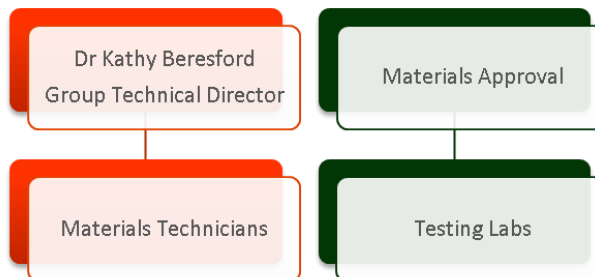 Dr Kathy Beresford
Group Technical Director
Materials Approval
Materials Technicians
Testing Labs